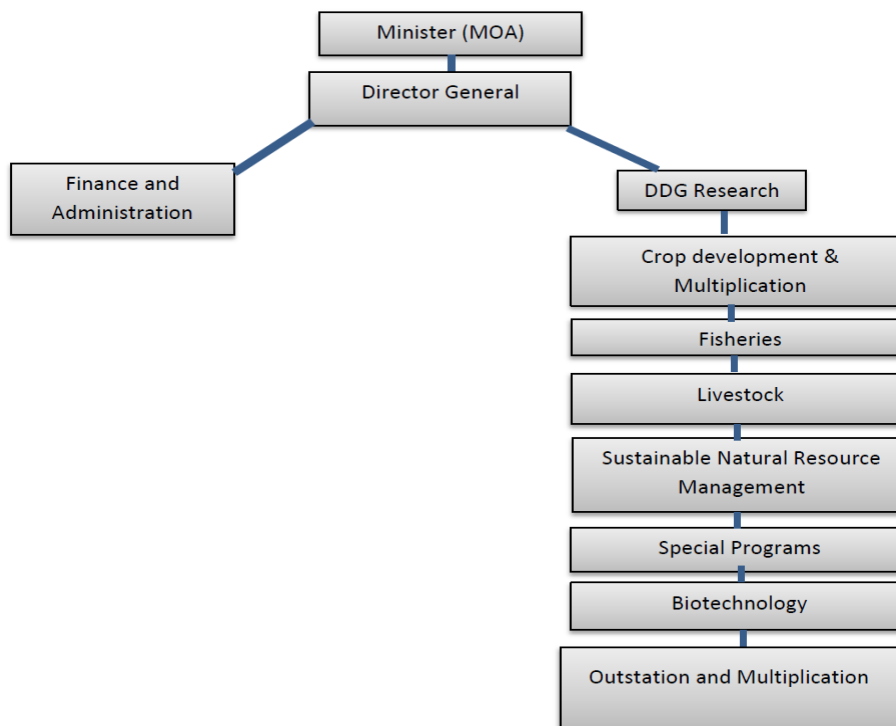 Minister (MOA)
Director General
Finance and
Administration
DDG Research
Crop development &
Multiplication
Fisheries
Livestock
Sustainable Natural Resource
Management
Special Programs
Biotechnology
Outstation and Multiplication